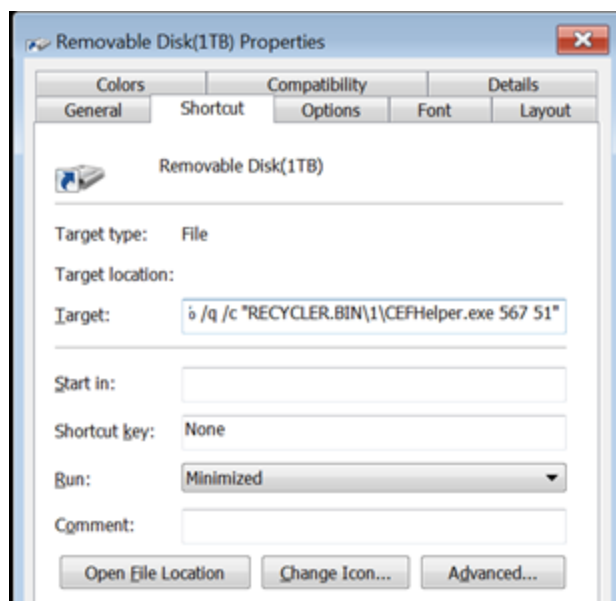 Removable Disk(1TB) Properties
Colors Compatibility Details
General Shortcut Options Font Layout
Removable Disk(1TB)
Target type: File
Target location:
Target: /q /c "RECYCLER.BIN\1\CEFHelper.exe 567 51"
Start in:
Shortcut key: None
Run: Minimized
Comment:
Open File Location Change Icon... Advanced...